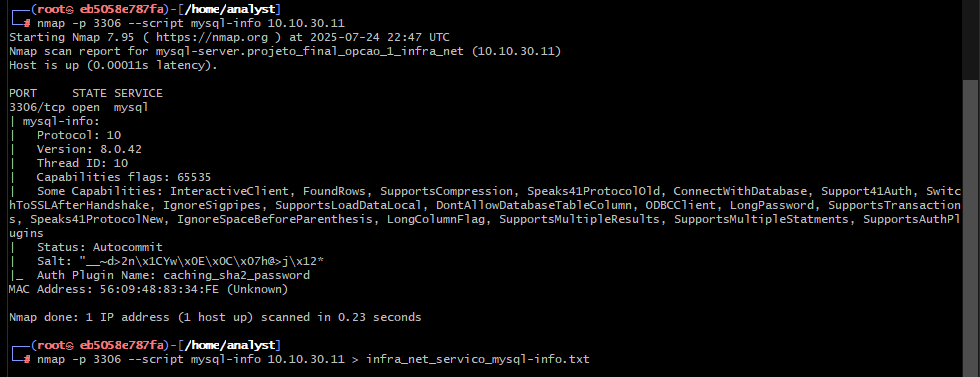 ┌──(root㉿eb5058e787fa)-[/home/analyst]
└─# nmap -p 3306 --script mysql-info 10.10.30.11
Starting Nmap 7.95 ( https://nmap.org ) at 2025-07-24 22:47 UTC
Nmap scan report for mysql-server.projeto_final_opcao_1_infra_net (10.10.30.11)
Host is up (0.00011s latency).

PORT     STATE SERVICE
3306/tcp open  mysql
| mysql-info:
|   Protocol: 10
|   Version: 8.0.42
|   Thread ID: 10
|   Capabilities flags: 65535
|   Some Capabilities: InteractiveClient, FoundRows, SupportsCompression, Speaks41ProtocolOld, ConnectWithDatabase, Support41Auth, Switc
hToSSLAfterHandshake, IgnoreSigpipes, SupportsLoadDataLocal, DontAllowDatabaseTableColumn, ODBCClient, LongPassword, SupportsTransaction
s, Speaks41ProtocolNew, IgnoreSpaceBeforeParenthesis, LongColumnFlag, SupportsMultipleResults, SupportsMultipleStatments, SupportsAuthPl
ugins
|   Status: Autocommit
|   Salt: "__~d>2n\x1CYw\x0E\x0C\x07h@>j\x12*
|_  Auth Plugin Name: caching_sha2_password
MAC Address: 56:09:48:83:34:FE (Unknown)

Nmap done: 1 IP address (1 host up) scanned in 0.23 seconds

┌──(root㉿eb5058e787fa)-[/home/analyst]
└─# nmap -p 3306 --script mysql-info 10.10.30.11 > infra_net_servico_mysql-info.txt